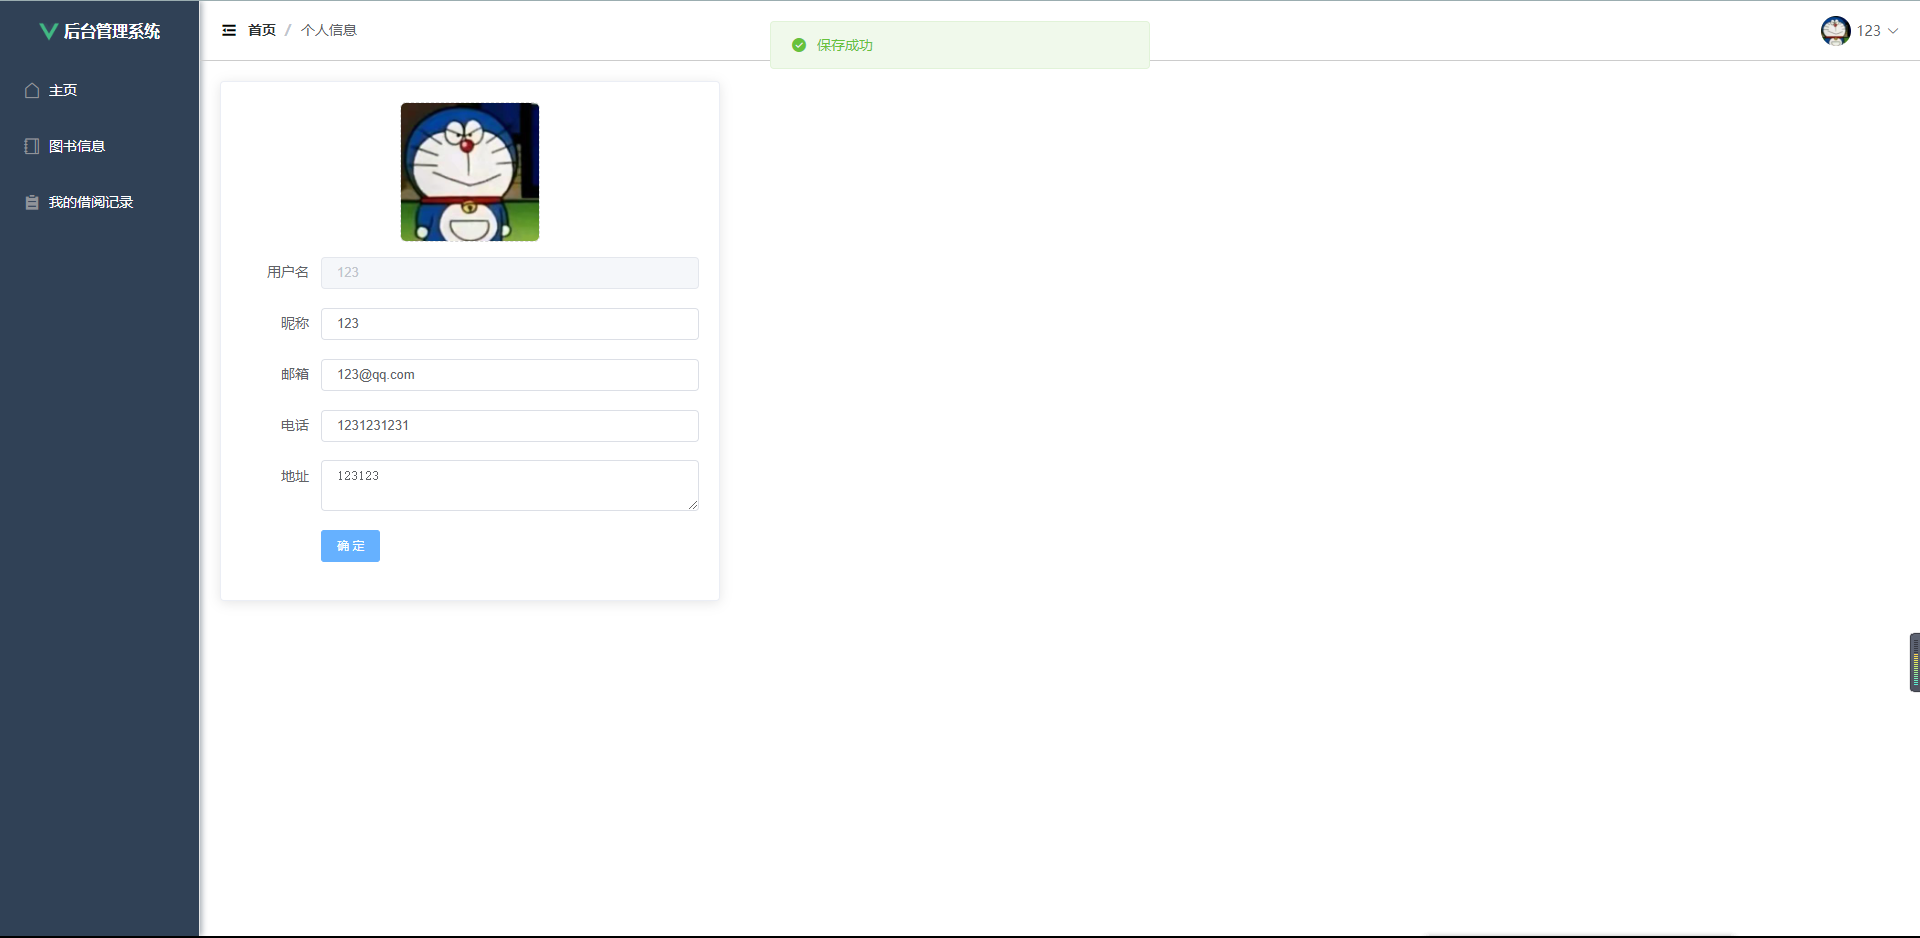 后台管理系统
主页
图书信息
我的借阅记录
首页 / 个人信息
保存成功
123
用户名 123
昵称 123
邮箱 123@qq.com
电话 1231231231
地址 123123
确 定